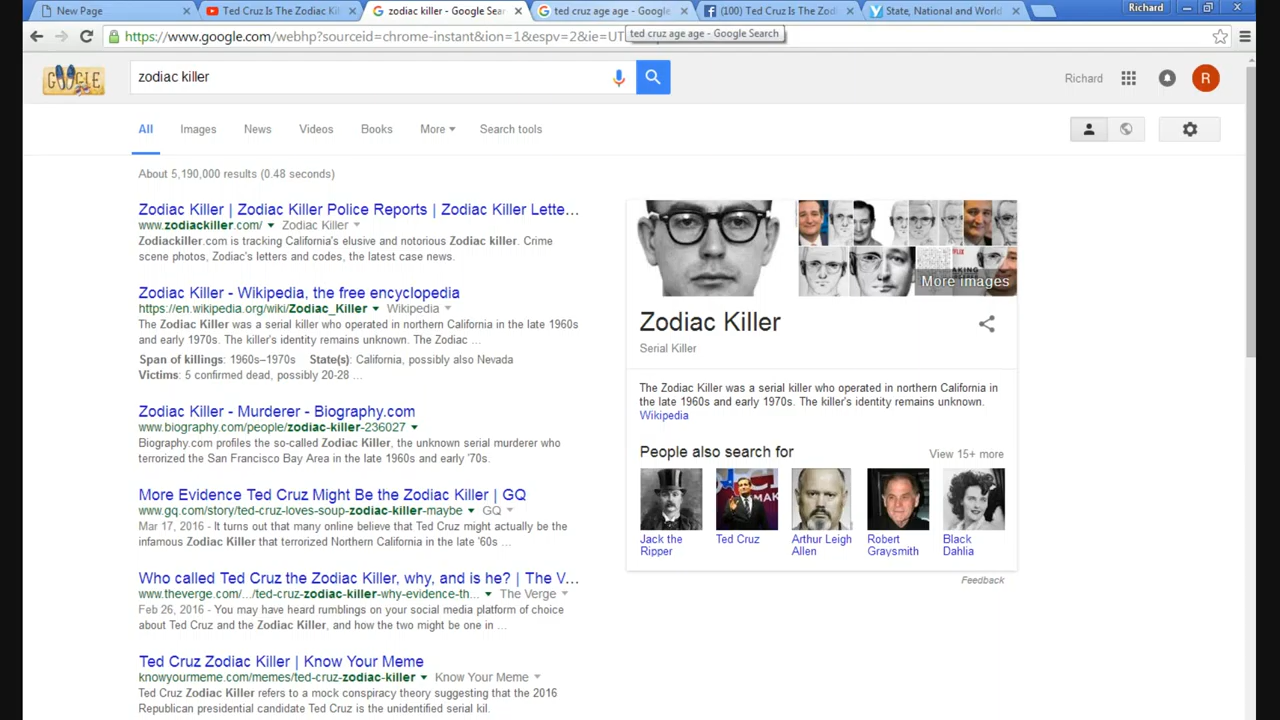 New Page
Ted Cruz Is The Zodiac Ki
zodiac killer - Google Sea
ted cruz age age - Google
(100) Ted Cruz Is The Zod
State, National and World
Richard
https://www.google.com/webhp?sourceid=chrome-instant&ion=1&espv=2&ie=UT
ted cruz age age - Google Search
GOOGLE
zodiac killer
Richard
R
All
Images
News
Videos
Books
More
Search tools
About 5,190,000 results (0.48 seconds)
Zodiac Killer | Zodiac Killer Police Reports | Zodiac Killer Lette...
www.zodiackiller.com/ Zodiac Killer
Zodiackiller.com is tracking California's elusive and notorious Zodiac killer. Crime
scene photos, Zodiac's letters and codes, the latest case news.
Zodiac Killer - Wikipedia, the free encyclopedia
https://en.wikipedia.org/wiki/Zodiac_Killer Wikipedia
The Zodiac Killer was a serial killer who operated in northern California in the late 1960s
and early 1970s. The killer's identity remains unknown. The Zodiac ...
Span of killings: 1960s–1970s State(s): California, possibly also Nevada
Victims: 5 confirmed dead, possibly 20-28 ...
Zodiac Killer - Murderer - Biography.com
www.biography.com/people/zodiac-killer-236027
Biography.com profiles the so-called Zodiac Killer, the unknown serial murderer who
terrorized the San Francisco Bay Area in the late 1960s and early '70s.
More Evidence Ted Cruz Might Be the Zodiac Killer | GQ
www.gq.com/story/ted-cruz-loves-soup-zodiac-killer-maybe GQ
Mar 17, 2016 - It turns out that many online believe that Ted Cruz might actually be the
infamous Zodiac Killer that terrorized Northern California in the late '60s ...
Who called Ted Cruz the Zodiac Killer, why, and is he? | The V...
www.theverge.com/.../ted-cruz-zodiac-killer-why-evidence-th... The Verge
Feb 26, 2016 - You may have heard rumblings on your social media platform of choice
about Ted Cruz and the Zodiac Killer, and how the two might be one in ...
Ted Cruz Zodiac Killer | Know Your Meme
knowyourmeme.com/memes/ted-cruz-zodiac-killer Know Your Meme
Ted Cruz Zodiac Killer refers to a mock conspiracy theory suggesting that the 2016
Republican presidential candidate Ted Cruz is the unidentified serial kil.
More images
Zodiac Killer
Serial Killer
The Zodiac Killer was a serial killer who operated in northern California in
the late 1960s and early 1970s. The killer's identity remains unknown.
Wikipedia
People also search for
View 15+ more
Jack the
Ripper
Ted Cruz
Arthur Leigh
Allen
Robert
Graysmith
Black
Dahlia
Feedback